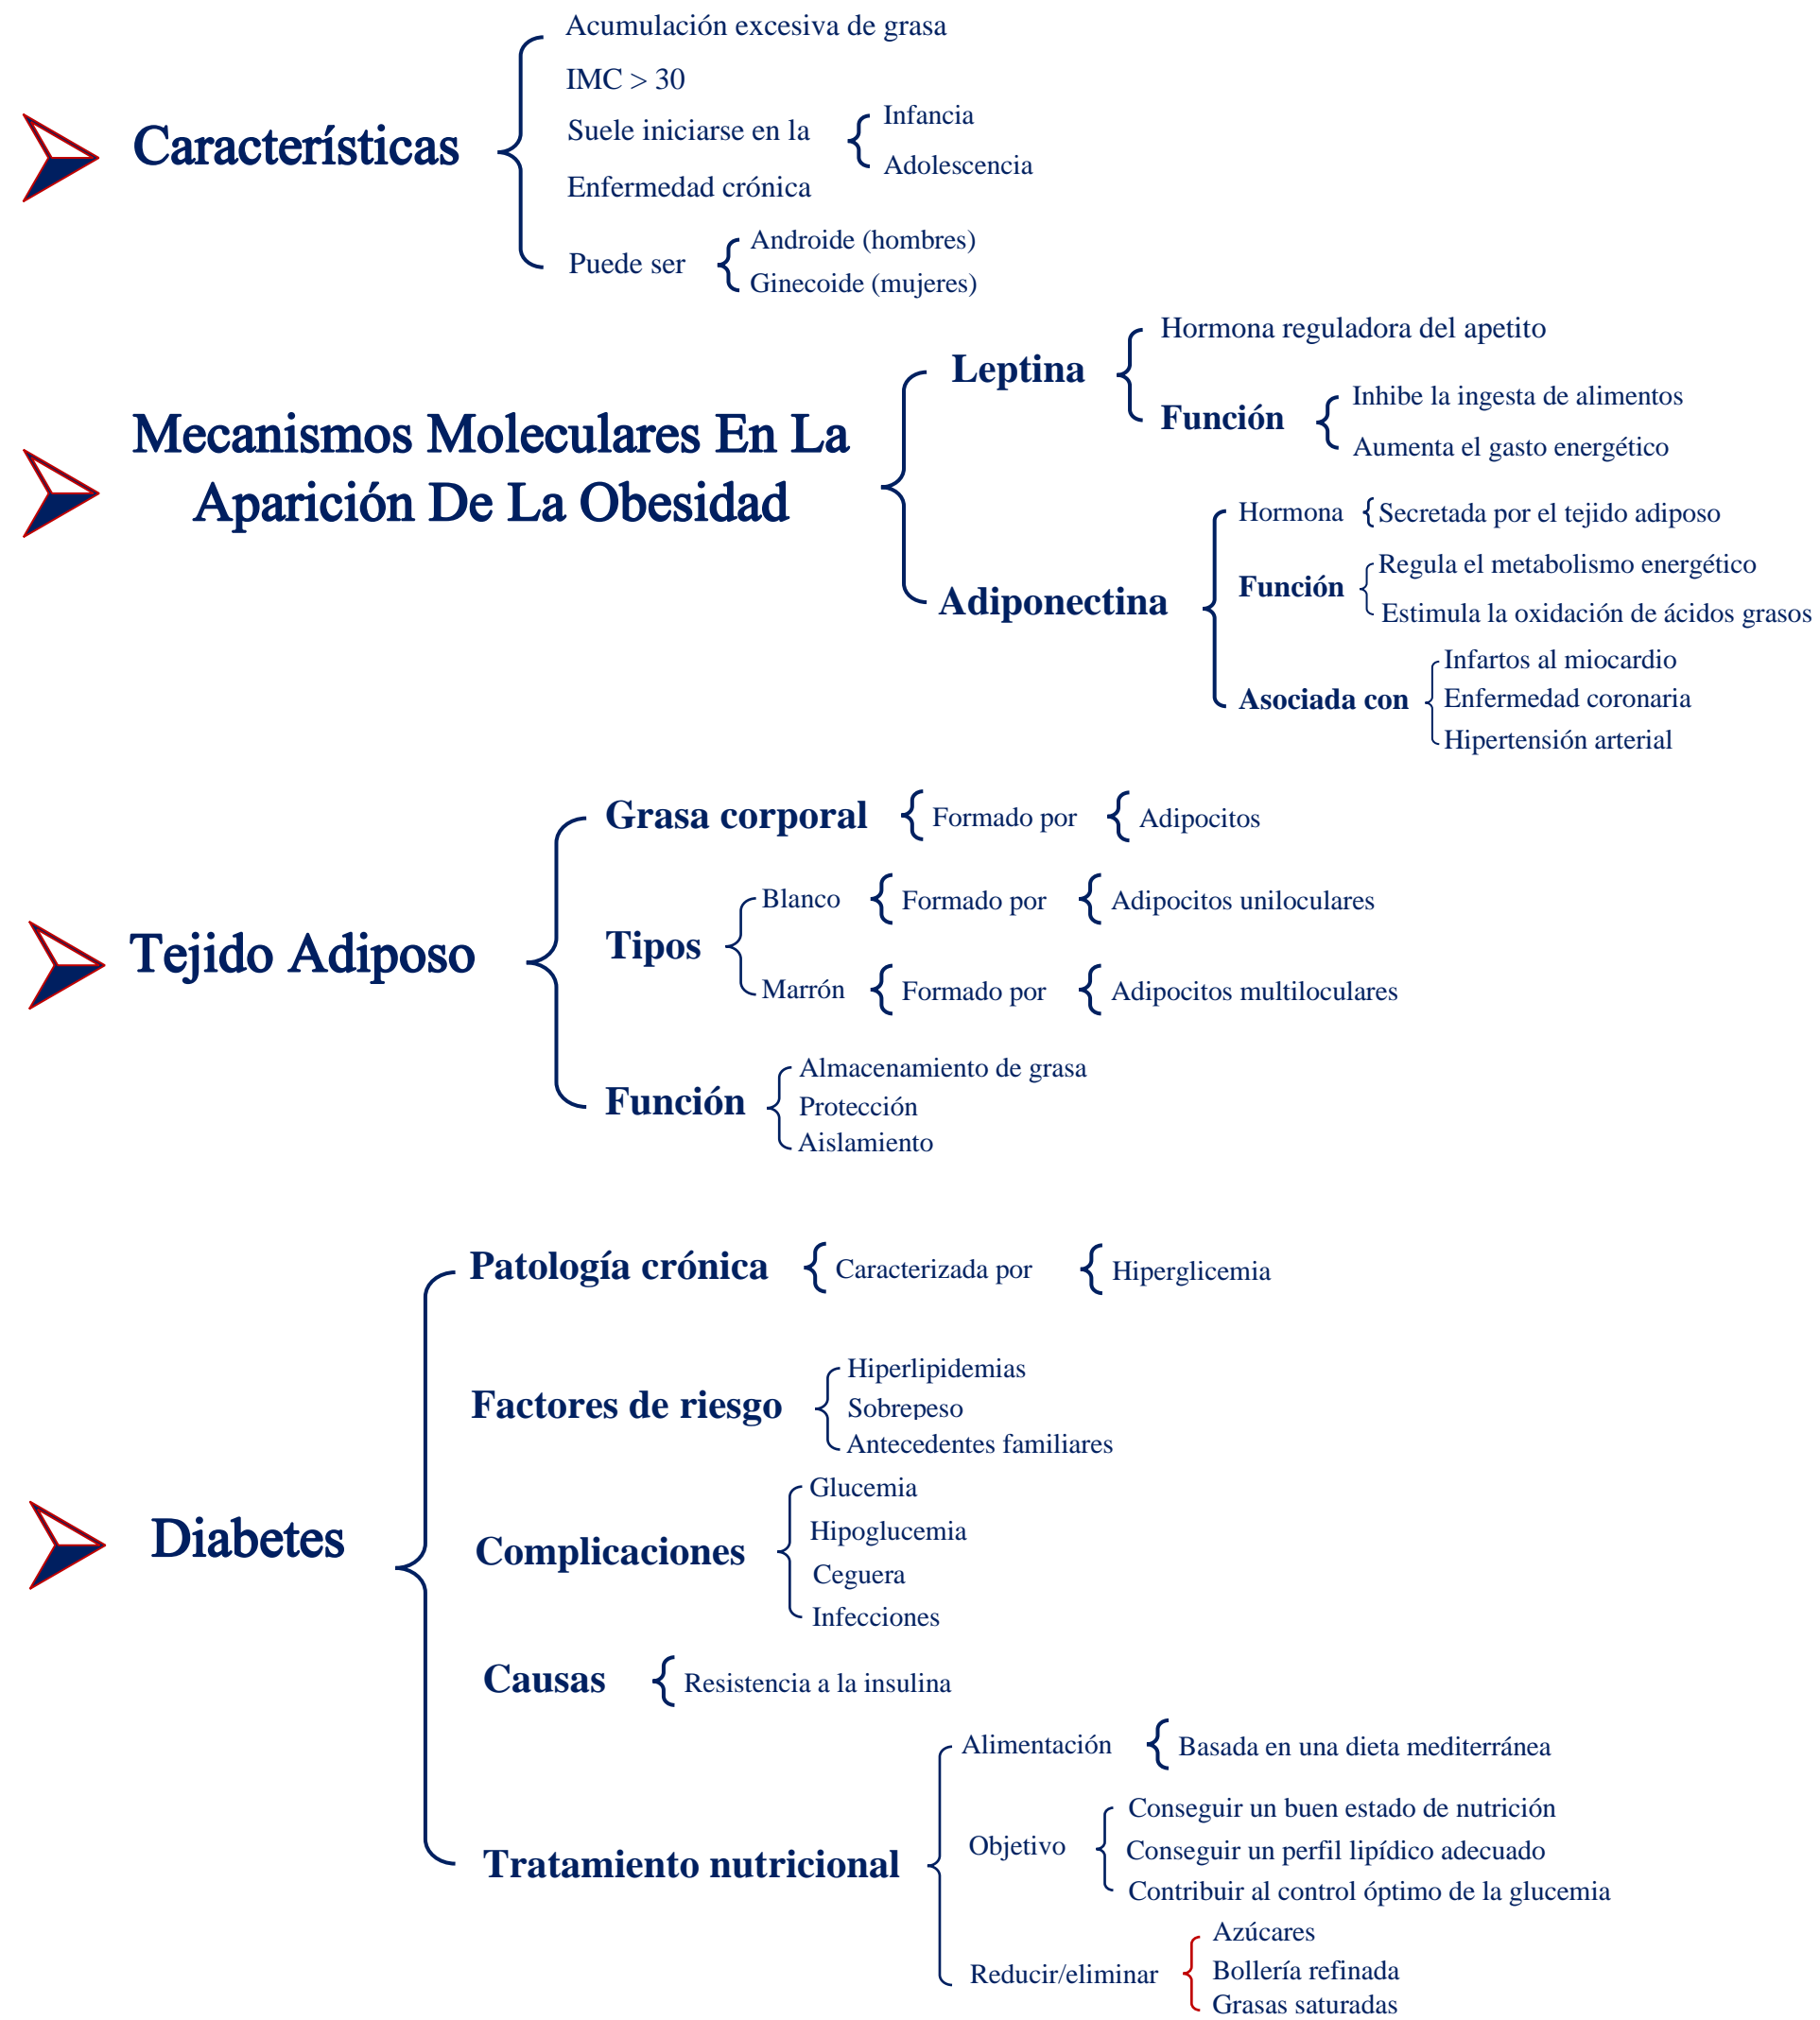 Características
Acumulación excesiva de grasa
IMC > 30
Suele iniciarse en la
Infancia
Adolescencia
Enfermedad crónica
Puede ser
Androide (hombres)
Ginecoide (mujeres)
Mecanismos Moleculares En La
Aparición De La Obesidad
Leptina
Hormona reguladora del apetito
Función
Inhibe la ingesta de alimentos
Aumenta el gasto energético
Adiponectina
Hormona
Secretada por el tejido adiposo
Función
Regula el metabolismo energético
Estimula la oxidación de ácidos grasos
Asociada con
Infartos al miocardio
Enfermedad coronaria
Hipertensión arterial
Tejido Adiposo
Grasa corporal
Formado por
Adipocitos
Tipos
Blanco
Formado por
Adipocitos uniloculares
Marrón
Formado por
Adipocitos multiloculares
Función
Almacenamiento de grasa
Protección
Aislamiento
Diabetes
Patología crónica
Caracterizada por
Hiperglicemia
Factores de riesgo
Hiperlipidemias
Sobrepeso
Antecedentes familiares
Complicaciones
Glucemia
Hipoglucemia
Ceguera
Infecciones
Causas
Resistencia a la insulina
Tratamiento nutricional
Alimentación
Basada en una dieta mediterránea
Objetivo
Conseguir un buen estado de nutrición
Conseguir un perfil lipídico adecuado
Contribuir al control óptimo de la glucemia
Reducir/eliminar
Azúcares
Bollería refinada
Grasas saturadas